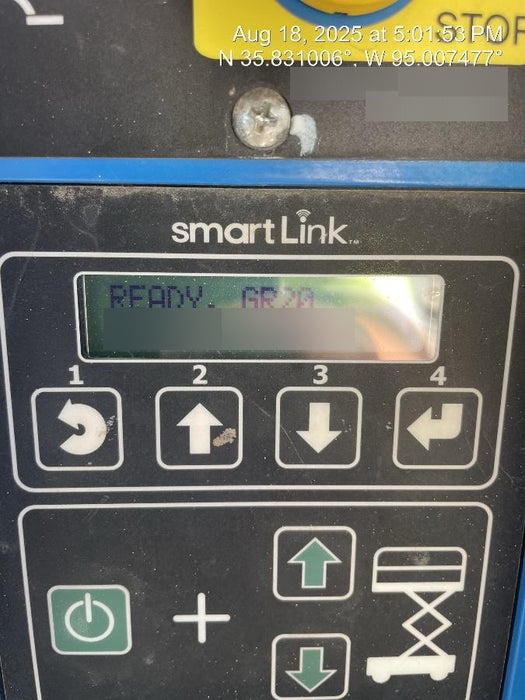 STOP
Aug 18, 2025 at 5:01:53 PM
N 35.831006°, W 95.007477°
smartLink™
READY. GR20
1 2 3 4
+